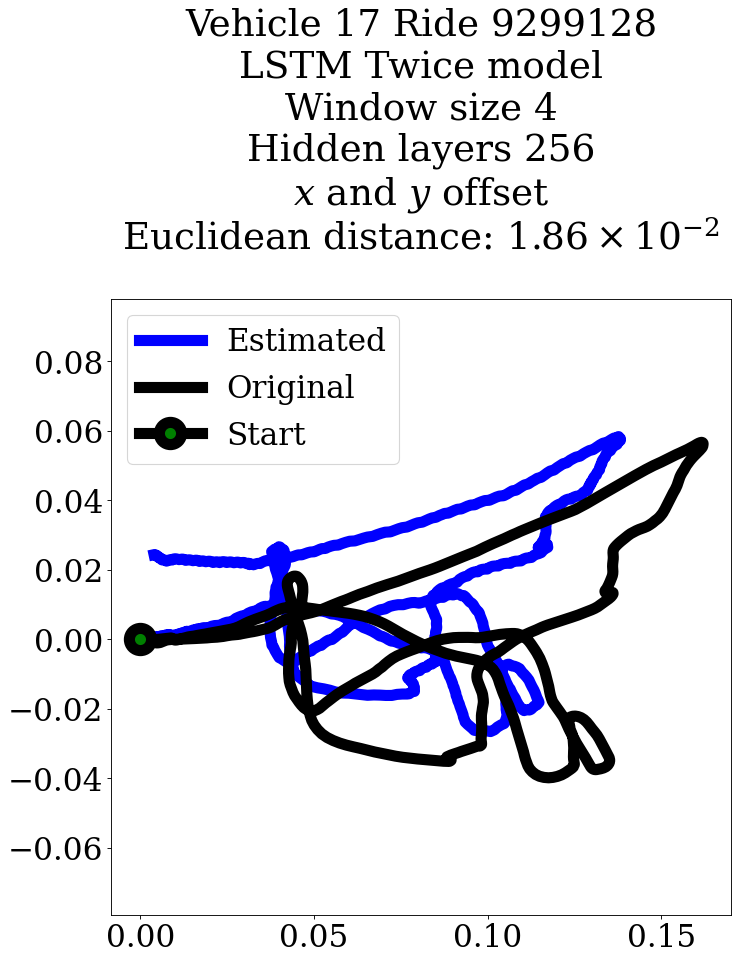 Vehicle 17 Ride 9299128
LSTM Twice model
Window size 4
Hidden layers 256
x and y offset
Euclidean distance: 1.86 × 10⁻²
Estimated
Original
Start
0.08
0.06
0.04
0.02
0.00
−0.02
−0.04
−0.06
0.00 0.05 0.10 0.15